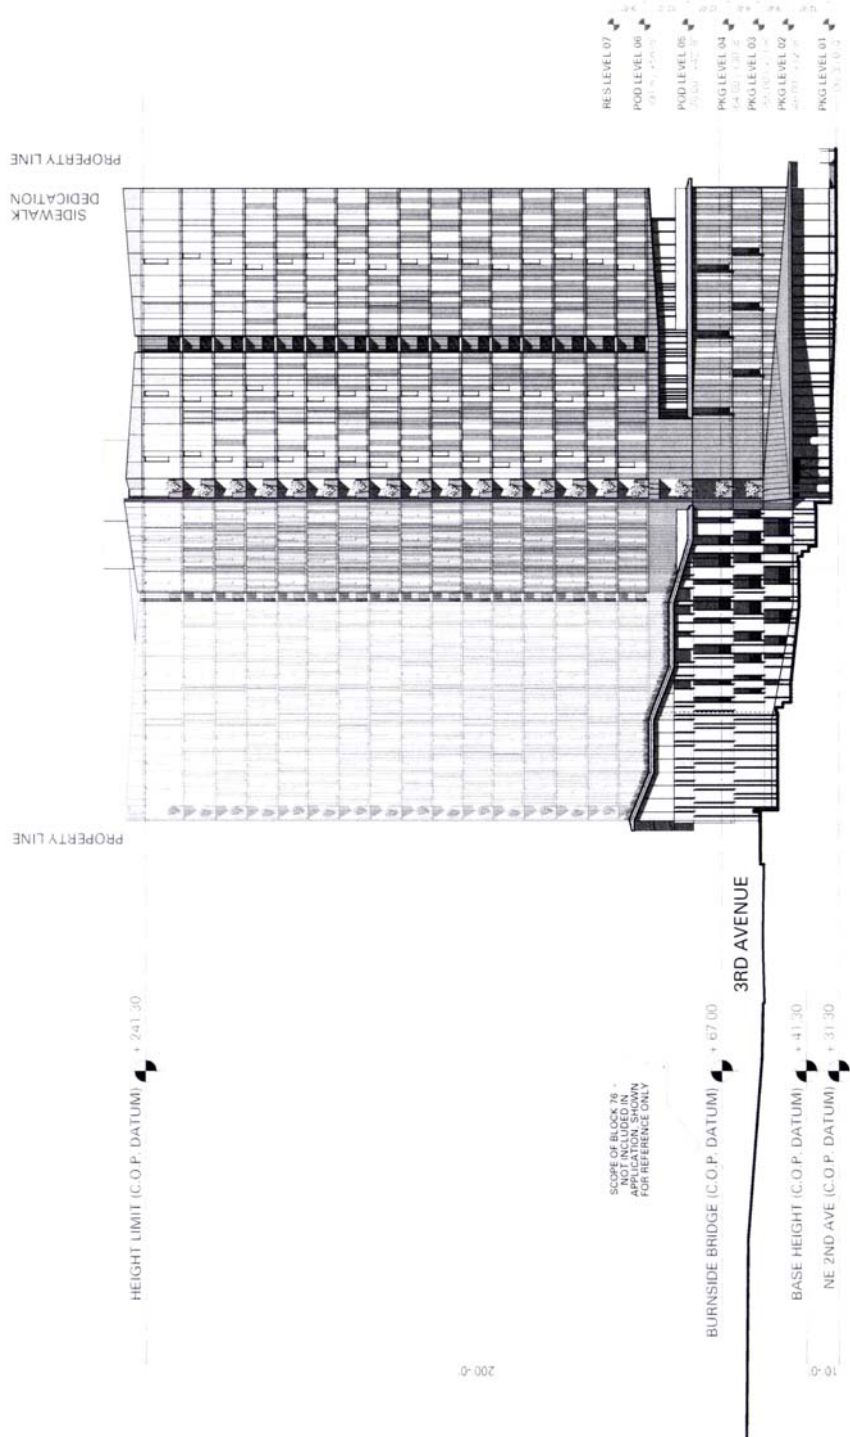 PROPERTY LINE
SIDEWALK
DEDICATION
PROPERTY LINE
RES LEVEL 07
POD LEVEL 06
POD LEVEL 05
PKG LEVEL 04
PKG LEVEL 03
PKG LEVEL 02
PKG LEVEL 01
3RD AVENUE
HEIGHT LIMIT (C.O.P. DATUM) + 241.30
SCOPE OF BLOCK 76 -
NOT INCLUDED IN
APPLICATION, SHOWN
FOR REFERENCE ONLY
BURNSIDE BRIDGE (C.O.P. DATUM) + 67.00
BASE HEIGHT (C.O.P. DATUM) + 41.30
NE 2ND AVE (C.O.P. DATUM) + 31.30
200'-0"
10'-0"